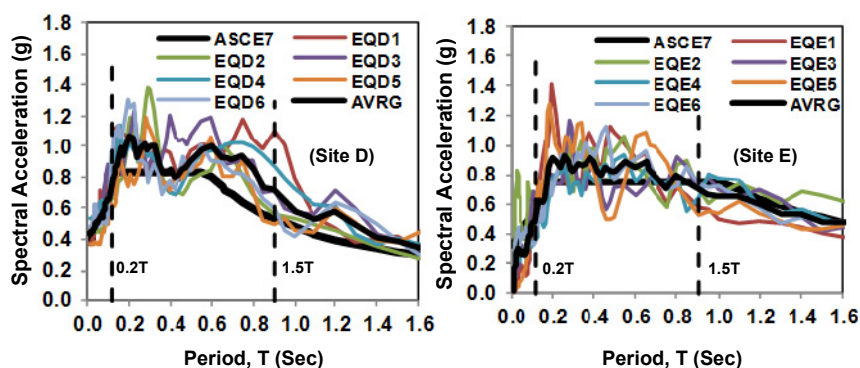 Spectral Acceleration (g)
1.8
1.6
1.4
1.2
1.0
0.8
0.6
0.4
0.2
0.0
ASCE7
EQD1
EQD2
EQD3
EQD4
EQD5
EQD6
AVRG
(Site D)
0.2T
1.5T
0.0 0.2 0.4 0.6 0.8 1.0 1.2 1.4 1.6
Period, T (Sec)
Spectral Acceleration (g)
1.8
1.6
1.4
1.2
1.0
0.8
0.6
0.4
0.2
0.0
ASCE7
EQE1
EQE2
EQE3
EQE4
EQE5
EQE6
AVRG
(Site E)
0.2T
1.5T
0.0 0.2 0.4 0.6 0.8 1.0 1.2 1.4 1.6
Period, T (Sec)